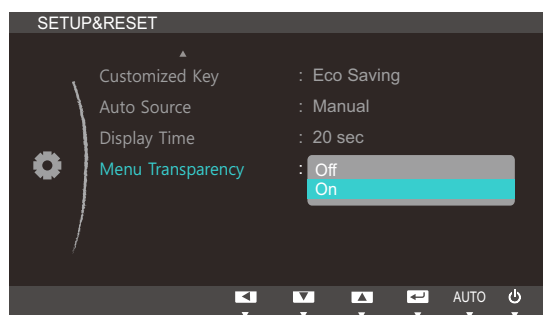 SETUP&RESET
Customized Key : Eco Saving
Auto Source : Manual
Display Time : 20 sec
Menu Transparency : Off
On
AUTO